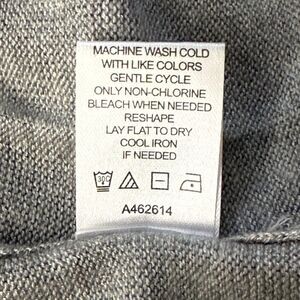 MACHINE WASH COLD
WITH LIKE COLORS
GENTLE CYCLE
ONLY NON-CHLORINE
BLEACH WHEN NEEDED
RESHAPE
LAY FLAT TO DRY
COOL IRON
IF NEEDED
30C
A462614